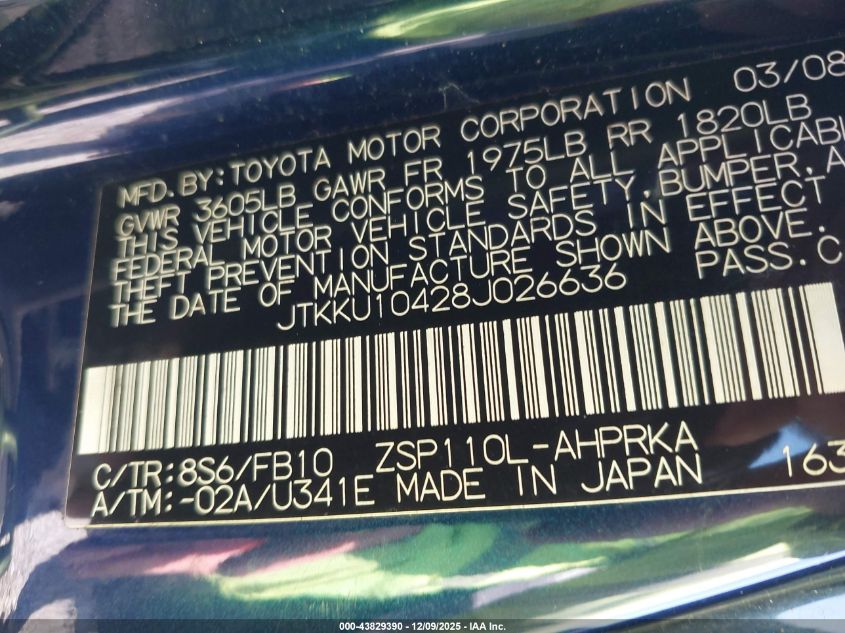 MFD.BY:TOYOTA MOTOR CORPORATION 03/08
GVWR 3605LB GAWR FR 1975LB RR 1820LB
THIS VEHICLE CONFORMS TO ALL APPLICABL
FEDERAL MOTOR VEHICLE SAFETY,BUMPER,A
THEFT PREVENTION STANDARDS IN EFFECT
THE DATE OF MANUFACTURE SHOWN ABOVE.
JTKKU10428J026636 PASS.C
C/TR:8S6/FB10 ZSP110L-AHPRKA
A/TM:-02A/U341E MADE IN JAPAN 163
000-43829390 - 12/09/2025 - IAA Inc.